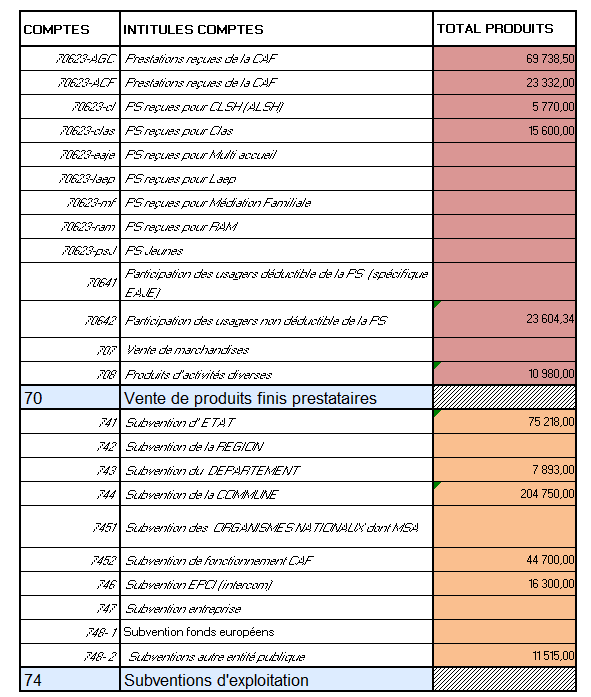 COMPTES INTITULES COMPTES TOTAL PRODUITS
70623-AGC Prestations reçues de la CAF 69 738,50
70623-ACF Prestations reçues de la CAF 23 332,00
70623-cl PS reçues pour CLSH (ALSH) 5 770,00
70623-clas PS reçues pour Clas 15 600,00
70623-eaje PS reçues pour Multi accueil
70623-laep PS reçues pour Laep
70623-mf PS reçues pour Médiation Familiale
70623-ram PS reçues pour RAM
70623-psJ PS Jeunes
70641 Participation des usagers déductible de la PS (spécifique
EAJE)
70642 Participation des usagers non déductible de la PS 23 604,34
707 Vente de marchandises
708 Produits d'activités diverses 10 980,00
70 Vente de produits finis prestataires
741 Subvention d' ETAT 75 218,00
742 Subvention de la REGION
743 Subvention du DEPARTEMENT 7 893,00
744 Subvention de la COMMUNE 204 750,00
7451 Subvention des ORGANISMES NATIONAUX dont MSA
7452 Subvention de fonctionnement CAF 44 700,00
746 Subvention EPCI (intercom) 16 300,00
747 Subvention entreprise
748- 1 Subvention fonds européens
748- 2 Subventions autre entité publique 11 515,00
74 Subventions d'exploitation